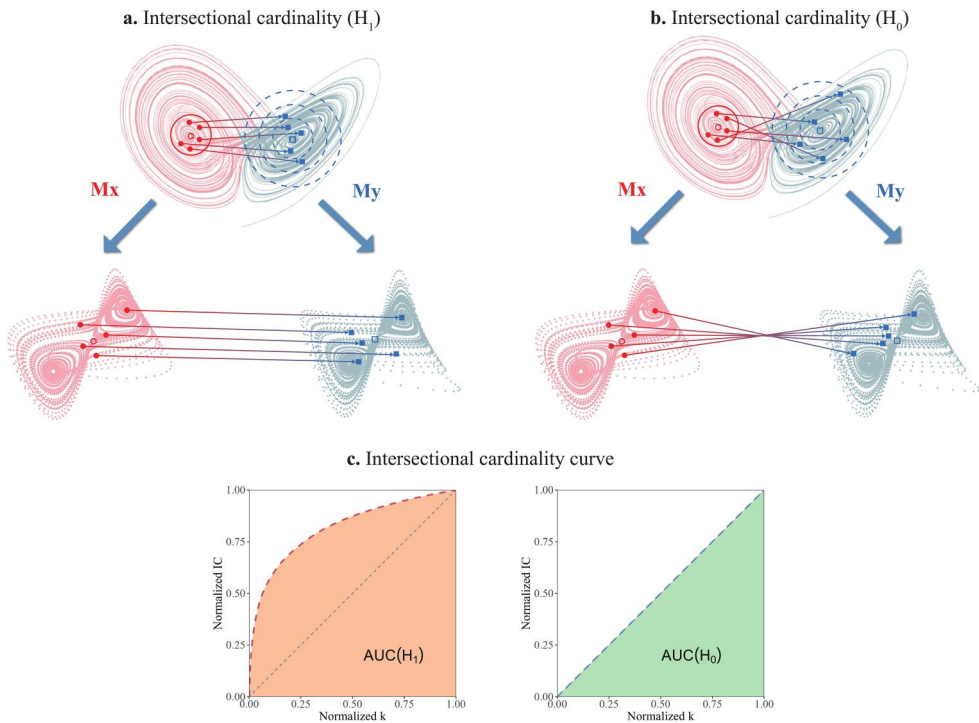 a. Intersectional cardinality (H₁)
b. Intersectional cardinality (H₀)
Mx
My
Mx
My
c. Intersectional cardinality curve
1.00
0.75
0.50
0.25
0.00
Normalized IC
AUC(H₁)
0.00 0.25 0.50 0.75 1.00
Normalized k
1.00
0.75
0.50
0.25
0.00
Normalized IC
AUC(H₀)
0.00 0.25 0.50 0.75 1.00
Normalized k